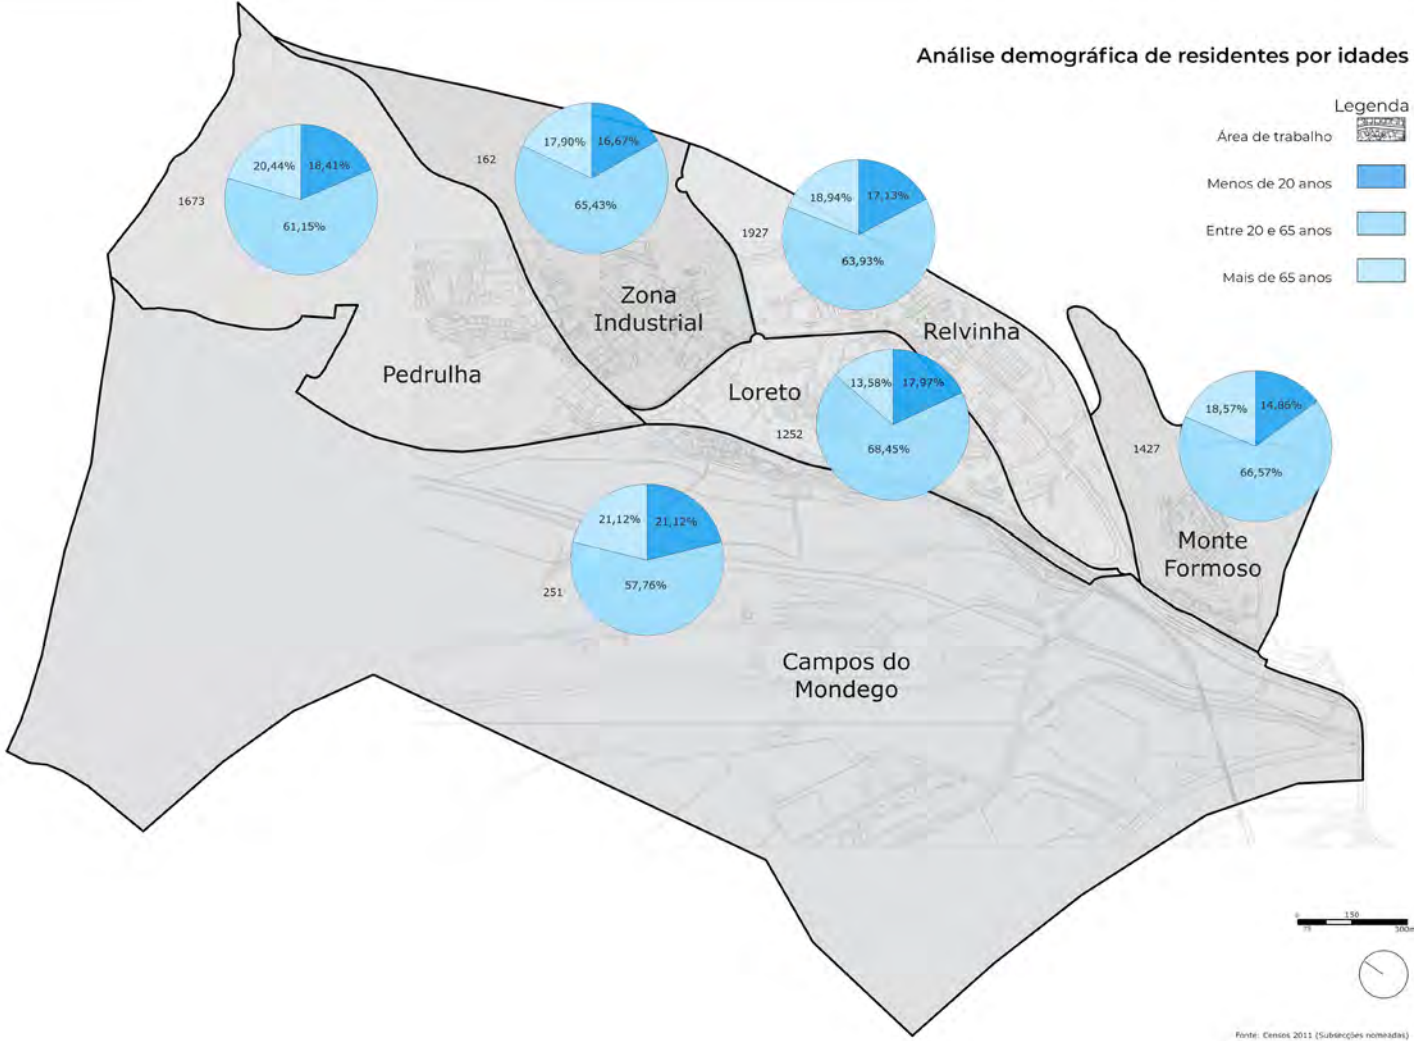 Análise demográfica de residentes por idades
Legenda
Área de trabalho
Menos de 20 anos
Entre 20 e 65 anos
Mais de 65 anos
1673
20,44%
18,41%
61,15%
162
17,90%
16,67%
65,43%
1927
18,94%
17,13%
63,93%
Zona
Industrial
Relvinha
Pedrulha
Loreto
1252
13,58%
17,97%
68,45%
1427
18,57%
14,86%
66,57%
Monte
Formoso
251
21,12%
21,12%
57,76%
Campos do
Mondego
0 150
75 300m
Fonte: Censos 2011 (Subsecções nomeadas)